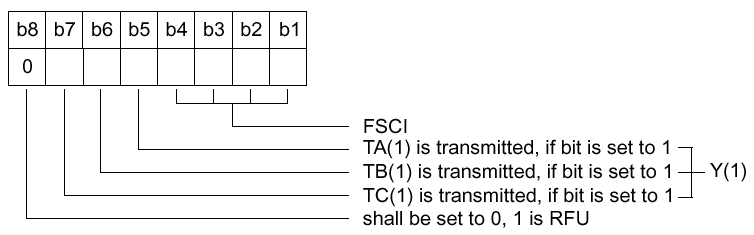 b8 b7 b6 b5 b4 b3 b2 b1
0
FSCI
TA(1) is transmitted, if bit is set to 1
TB(1) is transmitted, if bit is set to 1 Y(1)
TC(1) is transmitted, if bit is set to 1
shall be set to 0, 1 is RFU